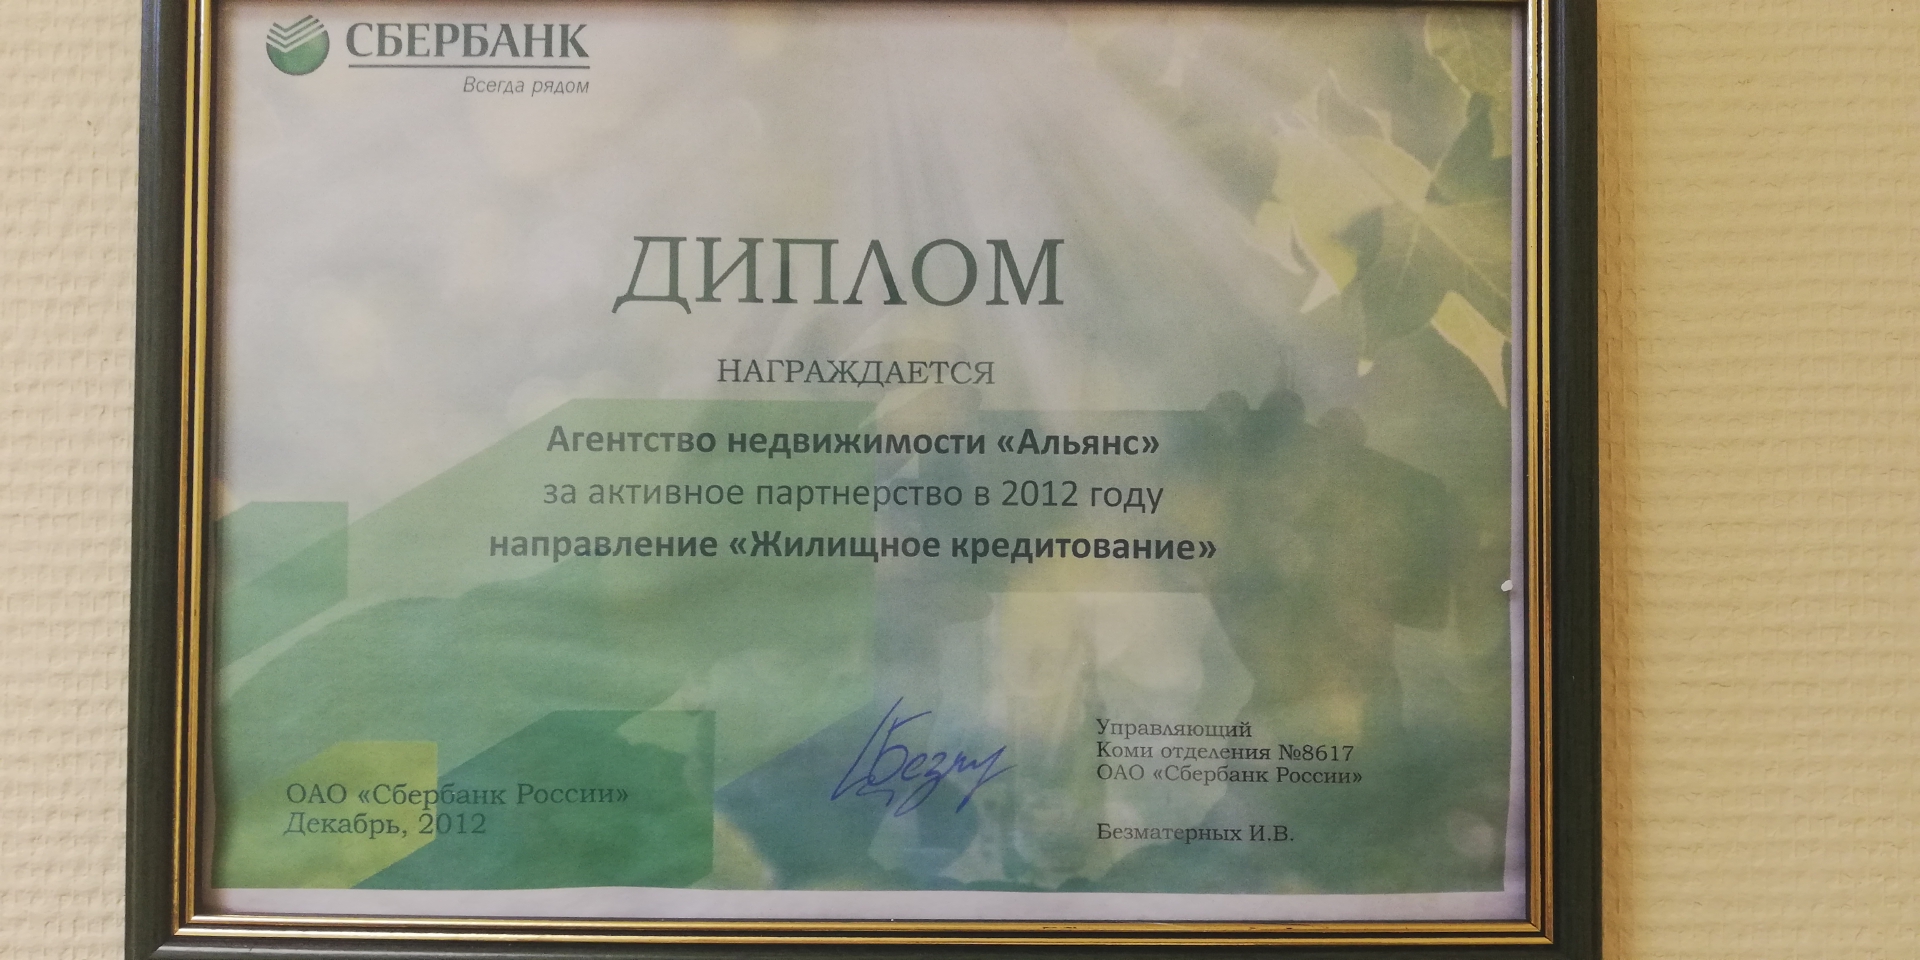 СБЕРБАНК
Всегда рядом
ДИПЛОМ
НАГРАЖДАЕТСЯ
Агентство недвижимости «Альянс»
за активное партнерство в 2012 году
направление «Жилищное кредитование»
Управляющий
Коми отделения №8617
ОАО «Сбербанк России»
Безматерных И.В.
ОАО «Сбербанк России»
Декабрь, 2012